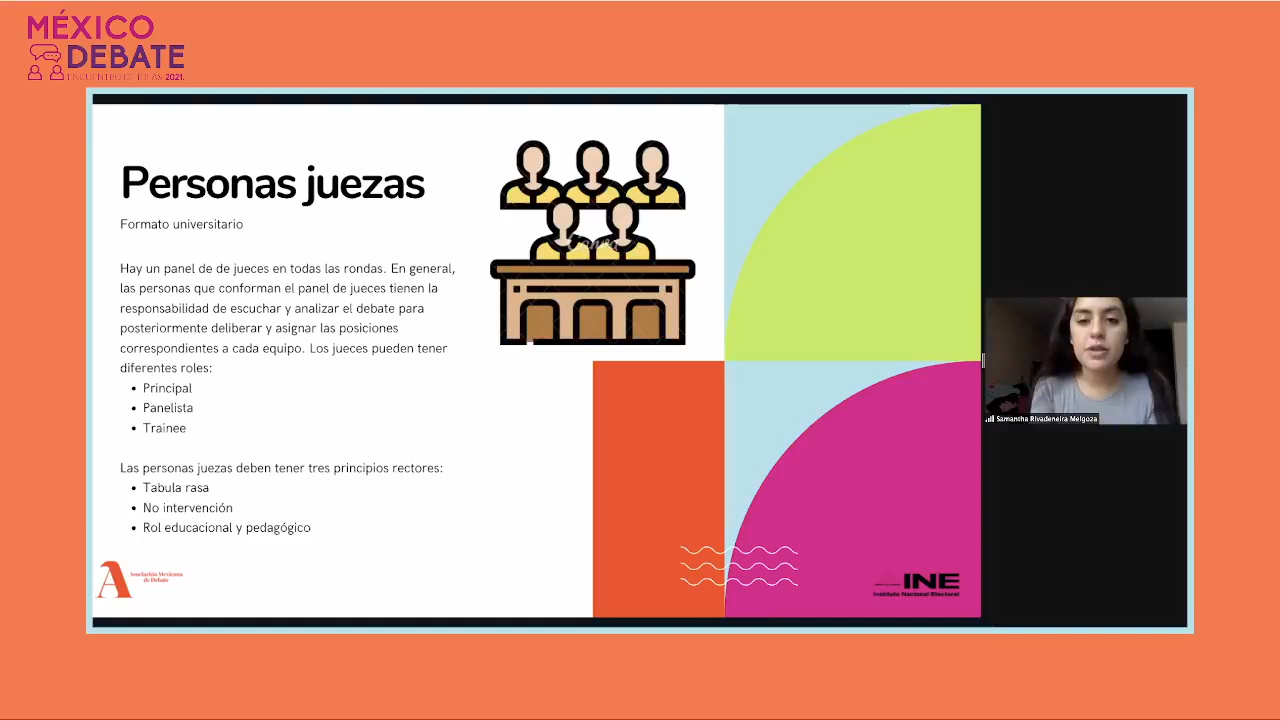 MÉXICO
DEBATE
ENCUENTRO DE IDEAS 2021.
Personas juezas
Formato universitario
Hay un panel de de jueces en todas las rondas. En general,
las personas que conforman el panel de jueces tienen la
responsabilidad de escuchar y analizar el debate para
posteriormente deliberar y asignar las posiciones
correspondientes a cada equipo. Los jueces pueden tener
diferentes roles:
• Principal
• Panelista
• Trainee
Las personas juezas deben tener tres principios rectores:
• Tabula rasa
• No intervención
• Rol educacional y pedagógico
Canva
A
Asociación Mexicana
de Debate
INE
Instituto Nacional Electoral
Samantha Rivadeneira Melgoza